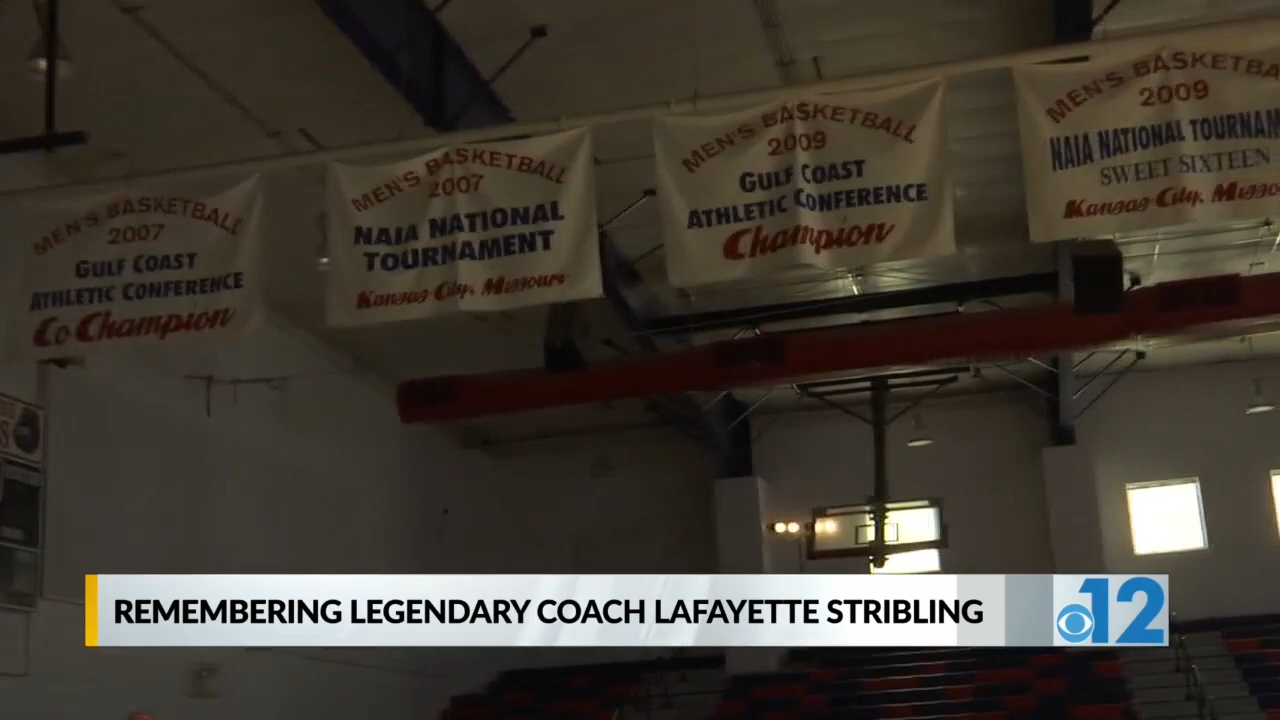 MEN'S BASKETBALL
2007
GULF COAST
ATHLETIC CONFERENCE
Co-Champion
MEN'S BASKETBALL
2007
NAIA NATIONAL
TOURNAMENT
Kansas City, Missouri
MEN'S BASKETBALL
2009
GULF COAST
ATHLETIC CONFERENCE
Champion
MEN'S BASKETBA
2009
NAIA NATIONAL TOURNAM
SWEET SIXTEEN
Kansas City, Misso
REMEMBERING LEGENDARY COACH LAFAYETTE STRIBLING
12